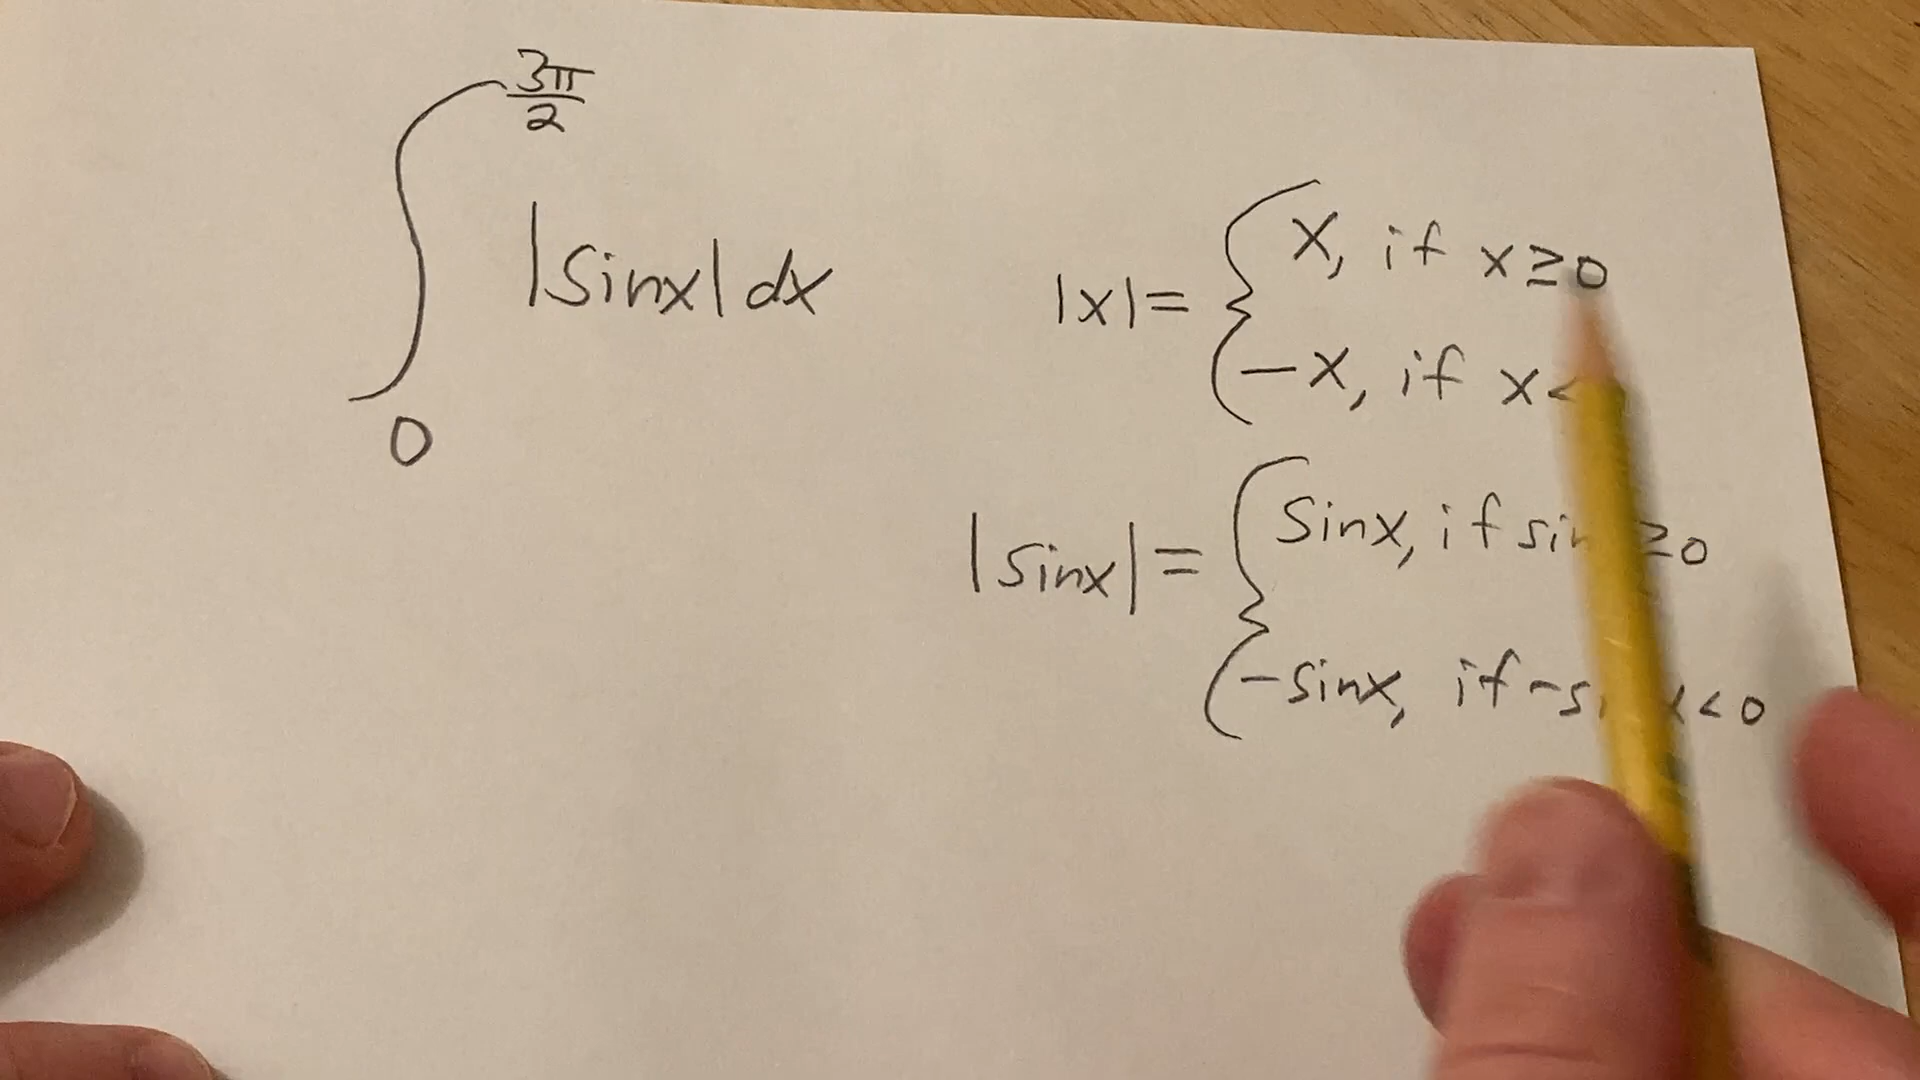 ∫₀^{3π/2} |sinx| dx
|x| = { x, if x ≥ 0
-x, if x <
|sinx| = { sinx, if ≥ 0
-sinx, if < 0